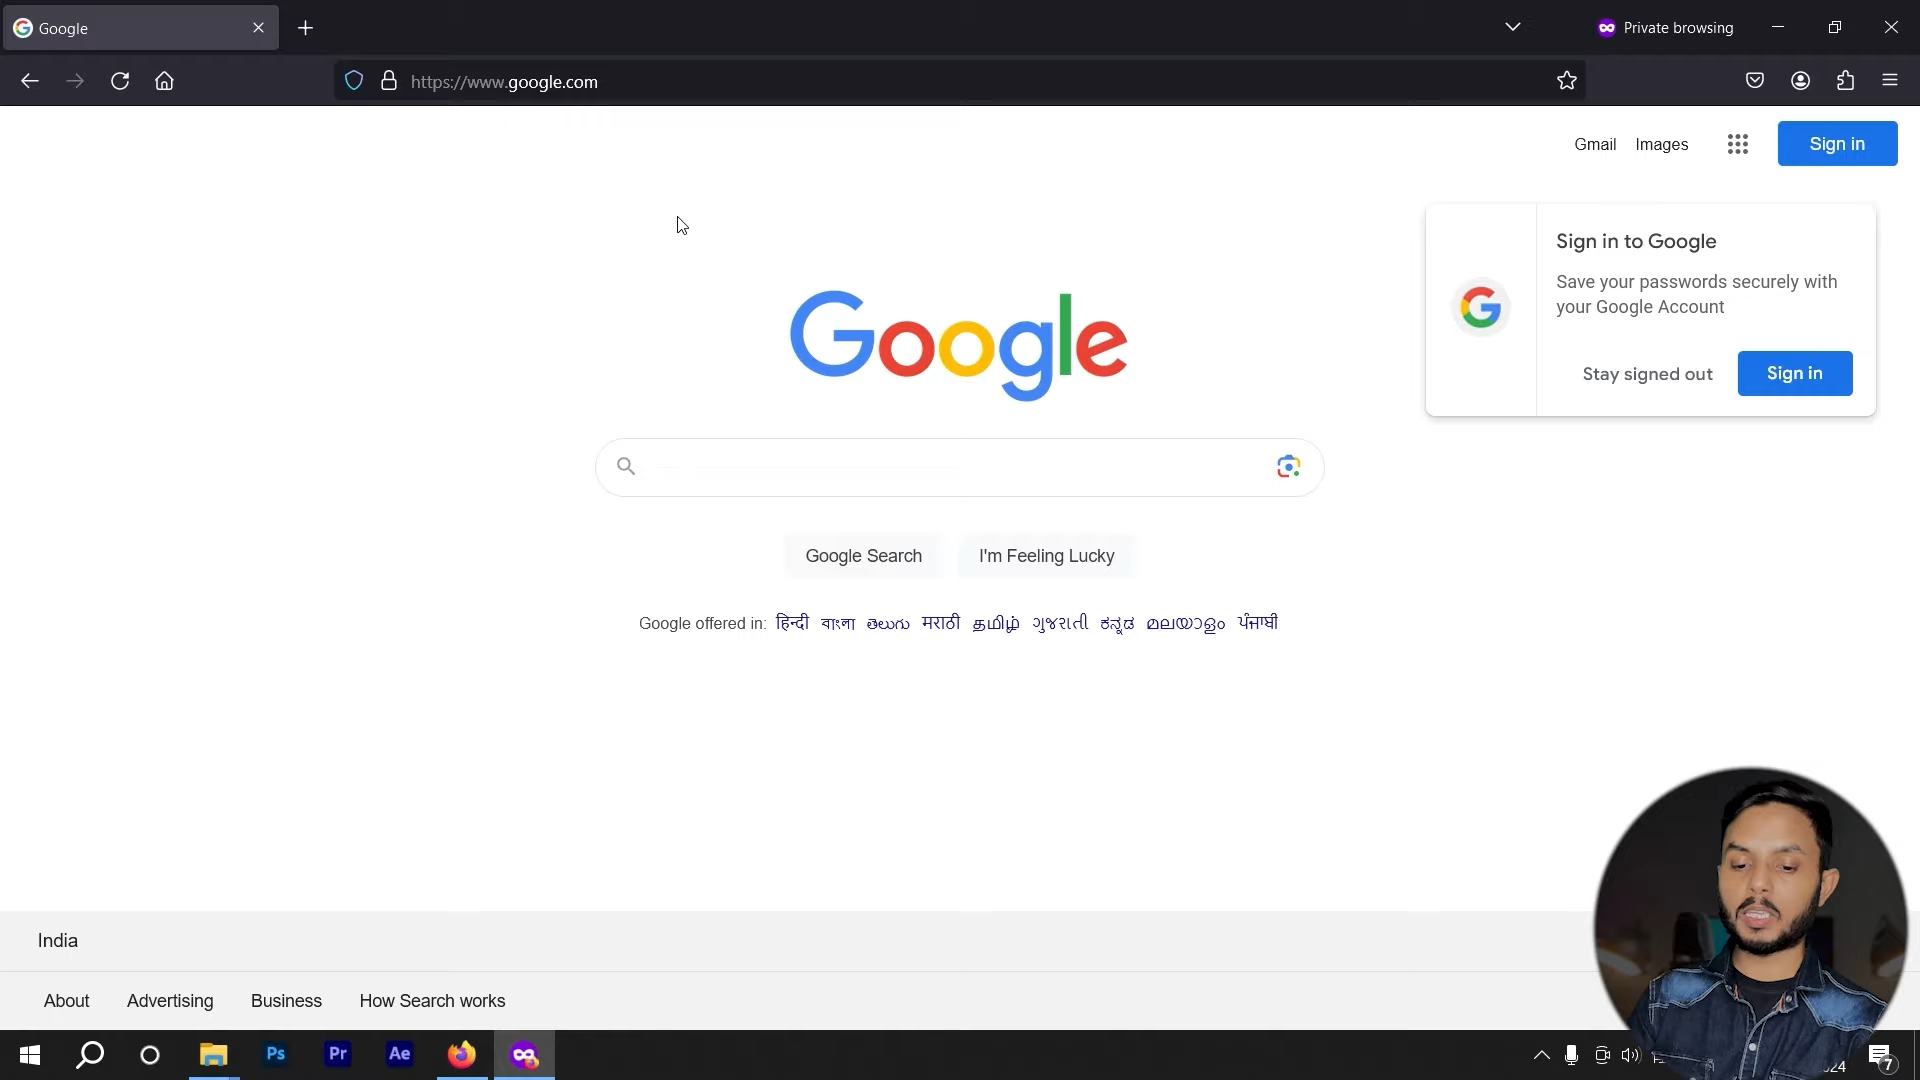 Google
Private browsing
https://www.google.com
Gmail Images Sign in
Sign in to Google
Save your passwords securely with
your Google Account
Stay signed out Sign in
Google
Google Search I'm Feeling Lucky
Google offered in: हिन्दी বাংলা తెలుగు मराठी தமிழ் ગુજરાતી ಕನ್ನಡ മലയാളം ਪੰਜਾਬੀ
India
About Advertising Business How Search works
Ps Pr Ae
24
7